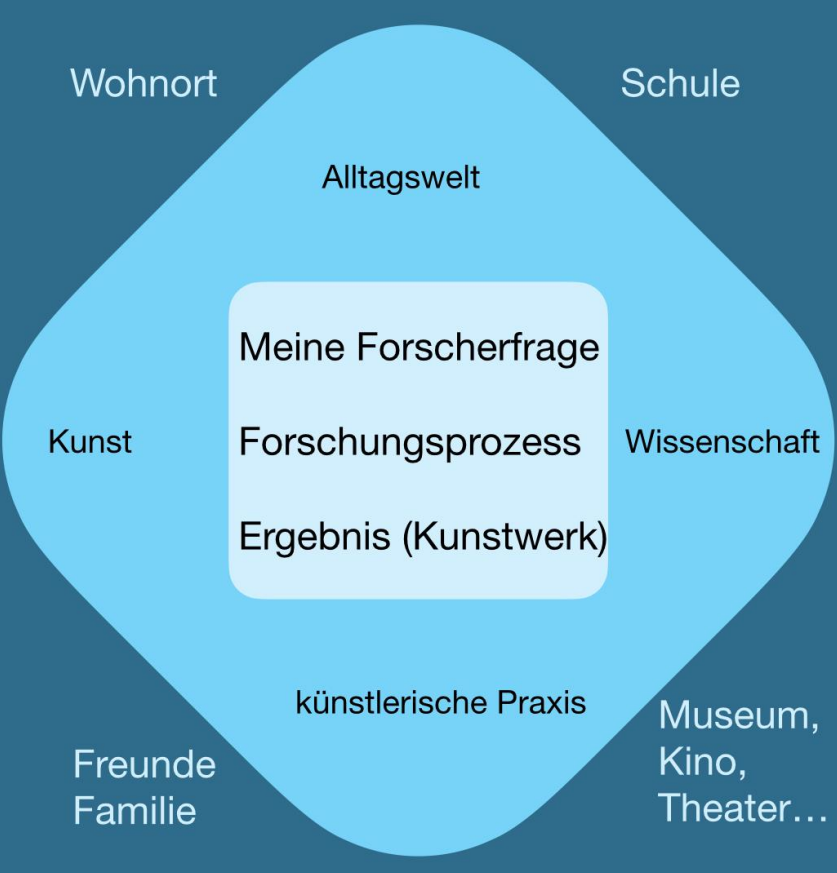 Wohnort
Schule
Alltagswelt
Meine Forscherfrage
Kunst
Forschungsprozess
Wissenschaft
Ergebnis (Kunstwerk)
künstlerische Praxis
Freunde
Familie
Museum,
Kino,
Theater...